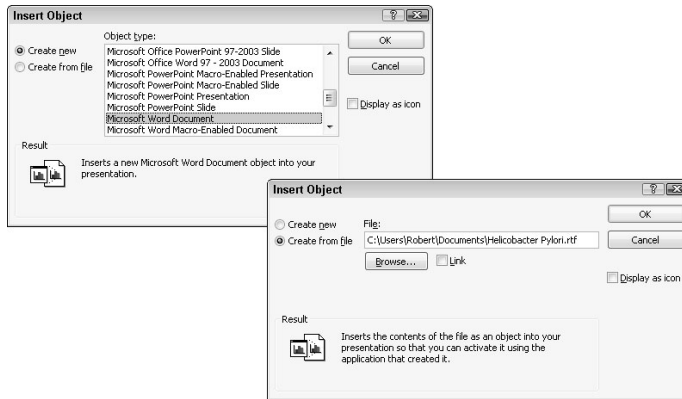 Insert Object
Object type:
Create new
Create from file
Microsoft Office PowerPoint 97-2003 Slide
Microsoft Office Word 97 - 2003 Document
Microsoft PowerPoint Macro-Enabled Presentation
Microsoft PowerPoint Macro-Enabled Slide
Microsoft PowerPoint Presentation
Microsoft PowerPoint Slide
Microsoft Word Document
Microsoft Word Macro-Enabled Document
OK
Cancel
Display as icon
Result
Inserts a new Microsoft Word Document object into your
presentation.
Insert Object
Create new
Create from file
File:
C:\Users\Robert\Documents\Helicobacter Pylori.rtf
Browse...
Link
OK
Cancel
Display as icon
Result
Inserts the contents of the file as an object into your
presentation so that you can activate it using the
application that created it.